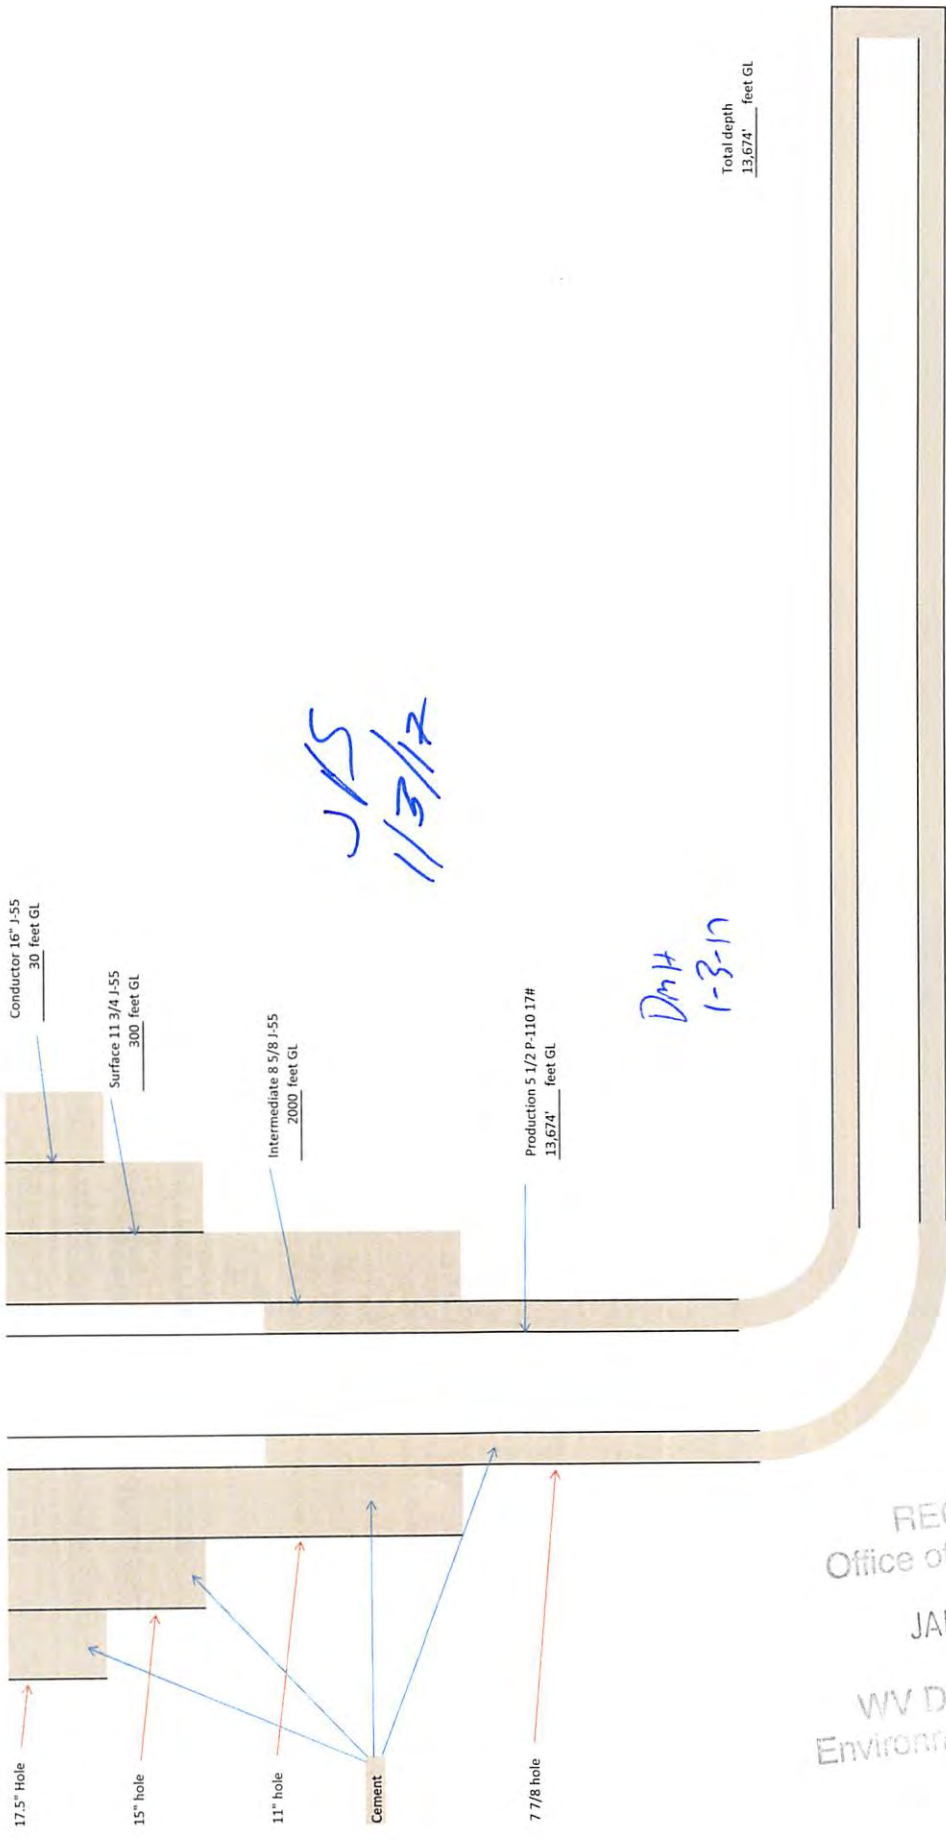 17.5" Hole
15" hole
11" hole
Cement
7 7/8 hole
Conductor 16" J-55
30 feet GL
Surface 11 3/4 J-55
300 feet GL
Intermediate 8 5/8 J-55
2000 feet GL
Production 5 1/2 P-110 17#
13,674' feet GL
Total depth
13,674' feet GL
1/3/17
DMH
1-3-17
Office of
WV D